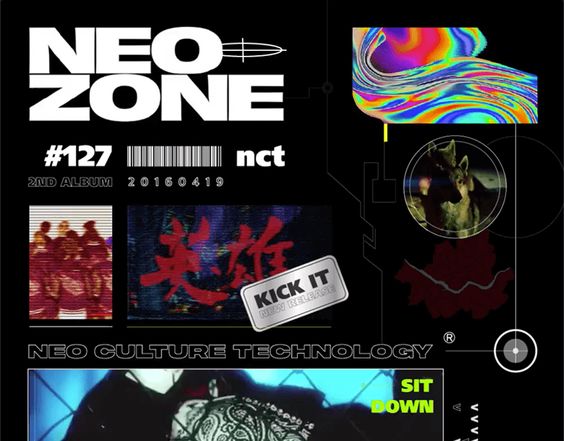 NEO
ZONE
#127
nct
2ND ALBUM
20160419
英雄
KICK IT
NEW RELEASE
NEO CULTURE TECHNOLOGY
®
SIT
DOWN